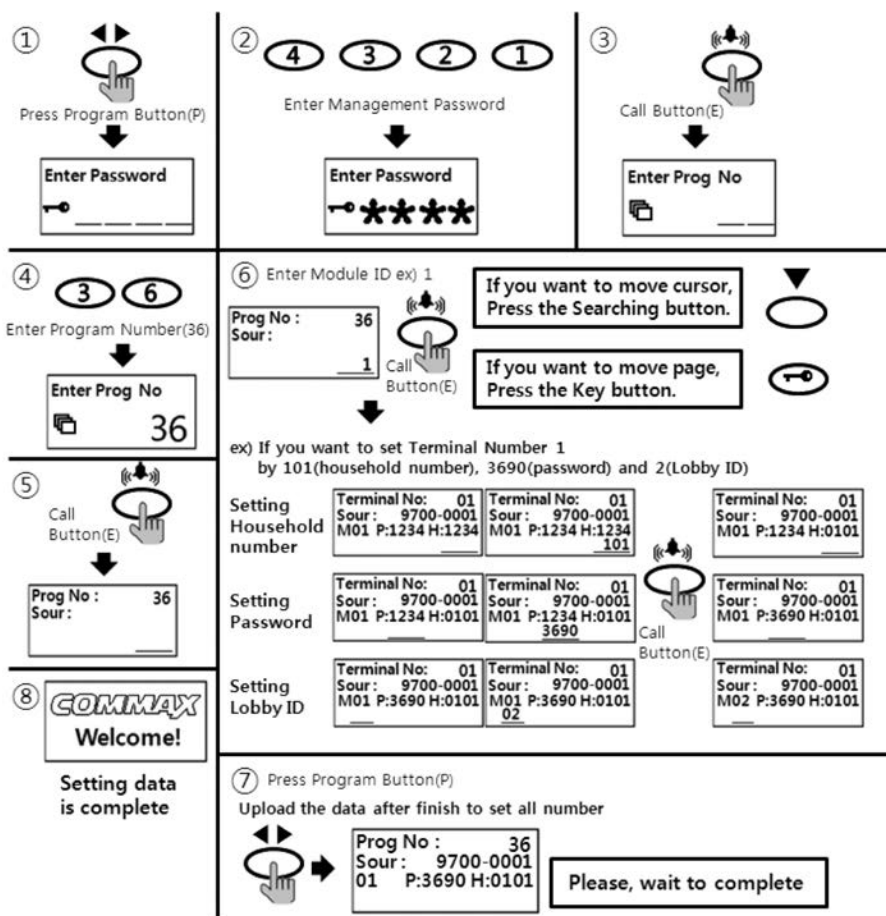 ①
Press Program Button(P)
Enter Password
②
4 3 2 1
Enter Management Password
Enter Password
③
Call Button(E)
Enter Prog No
④
3 6
Enter Program Number(36)
Enter Prog No
36
⑤
Call
Button(E)
Prog No : 36
Sour :
⑥ Enter Module ID ex) 1
Prog No : 36
Sour :
1
Call
Button(E)
If you want to move cursor,
Press the Searching button.
If you want to move page,
Press the Key button.
ex) If you want to set Terminal Number 1
by 101(household number), 3690(password) and 2(Lobby ID)
Setting
Household
number
Terminal No: 01
Sour : 9700-0001
M01 P:1234 H:1234
Terminal No: 01
Sour : 9700-0001
M01 P:1234 H:1234
101
Terminal No: 01
Sour : 9700-0001
M01 P:1234 H:0101
Setting
Password
Terminal No: 01
Sour : 9700-0001
M01 P:1234 H:0101
Terminal No: 01
Sour : 9700-0001
M01 P:1234 H:0101
3690
Call
Button(E)
Terminal No: 01
Sour : 9700-0001
M01 P:3690 H:0101
Setting
Lobby ID
Terminal No: 01
Sour : 9700-0001
M01 P:3690 H:0101
Terminal No: 01
Sour : 9700-0001
M01 P:3690 H:0101
02
Terminal No: 01
Sour : 9700-0001
M02 P:3690 H:0101
⑦ Press Program Button(P)
Upload the data after finish to set all number
Prog No : 36
Sour : 9700-0001
01 P:3690 H:0101
Please, wait to complete
⑧
COMMAX
Welcome!
Setting data
is complete